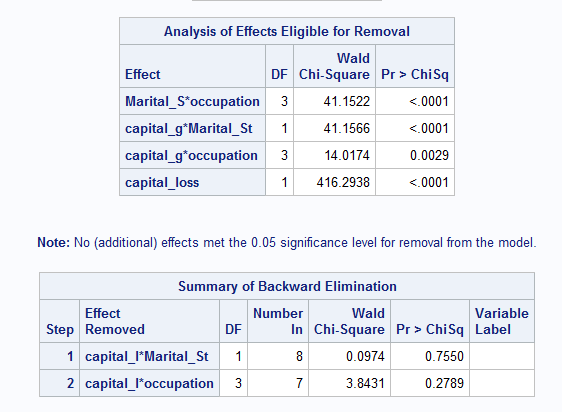 Analysis of Effects Eligible for Removal
Effect DF Wald Chi-Square Pr > ChiSq
Marital_S*occupation 3 41.1522 <.0001
capital_g*Marital_St 1 41.1566 <.0001
capital_g*occupation 3 14.0174 0.0029
capital_loss 1 416.2938 <.0001
Note: No (additional) effects met the 0.05 significance level for removal from the model.
Summary of Backward Elimination
Step Effect Removed DF Number In Wald Chi-Square Pr > ChiSq Variable Label
1 capital_l*Marital_St 1 8 0.0974 0.7550
2 capital_l*occupation 3 7 3.8431 0.2789